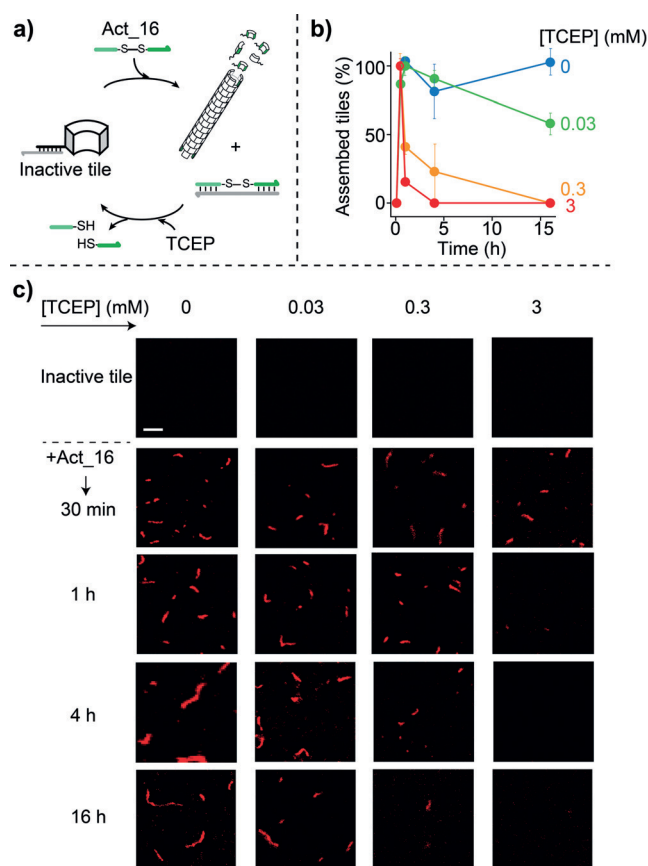 a)
Act_16
S—S
Inactive tile
+
S—S
SH
HS
TCEP
b)
[TCEP] (mM)
Assembed tiles (%)
100
50
0
0
0.03
0.3
3
0
5
10
15
Time (h)
c)
[TCEP] (mM)
0
0.03
0.3
3
Inactive tile
+Act_16
30 min
1 h
4 h
16 h